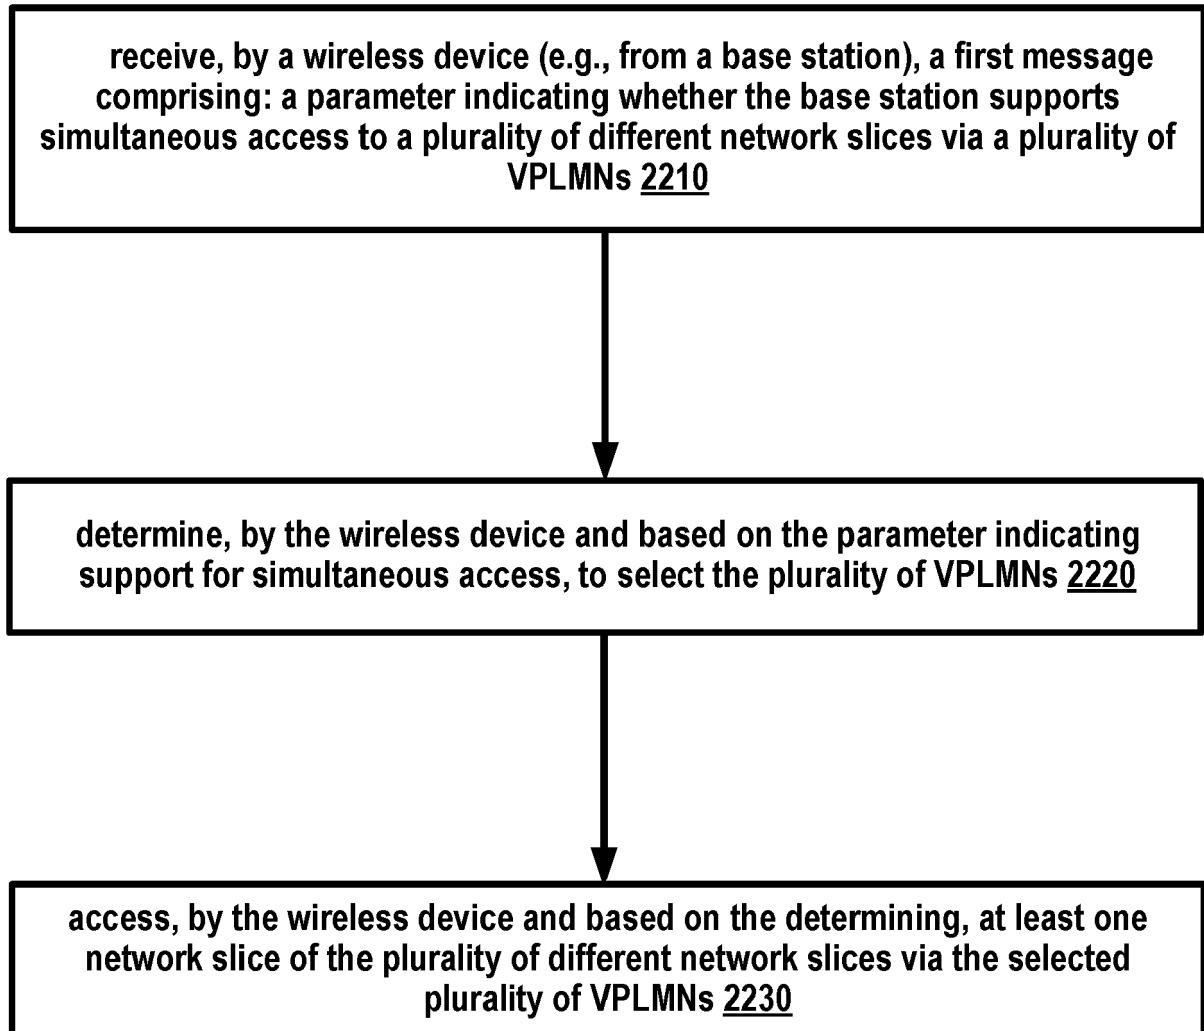 receive, by a wireless device (e.g., from a base station), a first message
comprising: a parameter indicating whether the base station supports
simultaneous access to a plurality of different network slices via a plurality of
VPLMNs 2210
determine, by the wireless device and based on the parameter indicating
support for simultaneous access, to select the plurality of VPLMNs 2220
access, by the wireless device and based on the determining, at least one
network slice of the plurality of different network slices via the selected
plurality of VPLMNs 2230